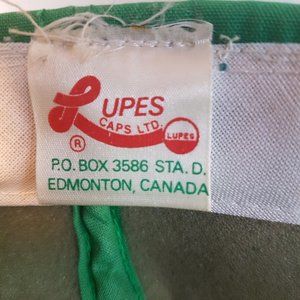 LUPES
CAPS LTD.
LUPES
®
P.O. BOX 3586 STA. D.
EDMONTON, CANADA